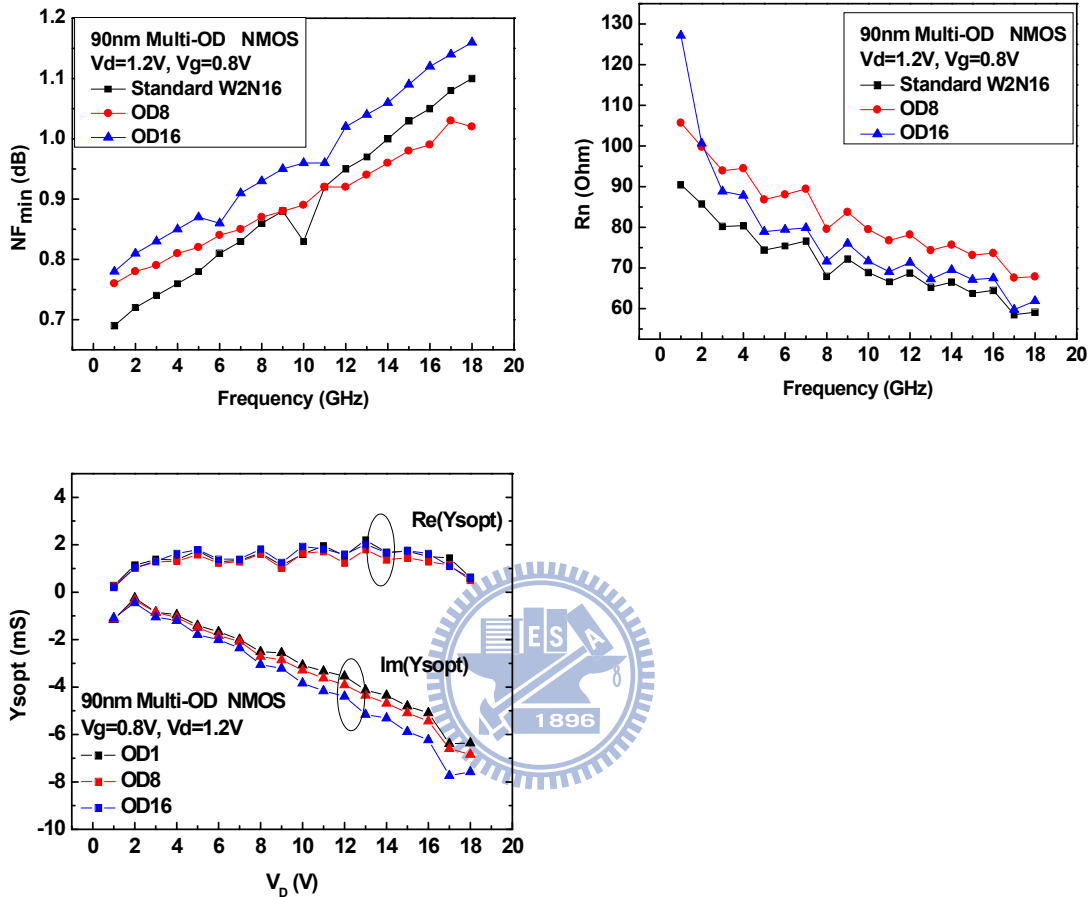 90nm Multi-OD NMOS
Vd=1.2V, Vg=0.8V
Standard W2N16
OD8
OD16
NFmin (dB)
1.2
1.1
1.0
0.9
0.8
0.7
0 2 4 6 8 10 12 14 16 18 20
Frequency (GHz)
90nm Multi-OD NMOS
Vd=1.2V, Vg=0.8V
Standard W2N16
OD8
OD16
Rn (Ohm)
130
120
110
100
90
80
70
60
0 2 4 6 8 10 12 14 16 18 20
Frequency (GHz)
Re(Ysopt)
Im(Ysopt)
90nm Multi-OD NMOS
Vg=0.8V, Vd=1.2V
OD1
OD8
OD16
Ysopt (mS)
4
2
0
-2
-4
-6
-8
-10
0 2 4 6 8 10 12 14 16 18 20
VD (V)
E S A
1896